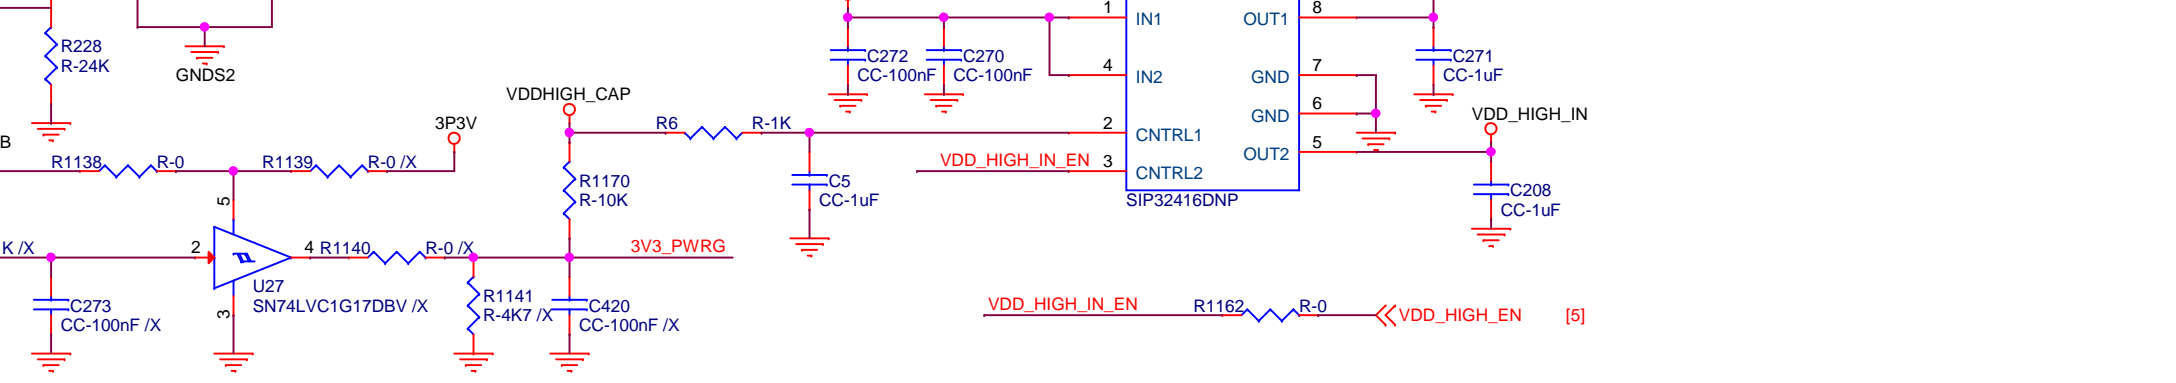 R228
R-24K
GNDS2
B
R1138 R-0
R1139 R-0 /X
3P3V
5
2
4
3
U27
SN74LVC1G17DBV /X
K /X
C273
CC-100nF /X
R1140 R-0 /X
R1141
R-4K7 /X
C420
CC-100nF /X
3V3_PWRG
VDDHIGH_CAP
R1170
R-10K
R6 R-1K
C5
CC-1uF
C272
CC-100nF
C270
CC-100nF
1 IN1
4 IN2
2 CNTRL1
VDD_HIGH_IN_EN 3 CNTRL2
OUT1 8
GND 7
GND 6
OUT2 5
SIP32416DNP
C271
CC-1uF
VDD_HIGH_IN
C208
CC-1uF
VDD_HIGH_IN_EN R1162 R-0 VDD_HIGH_EN [5]